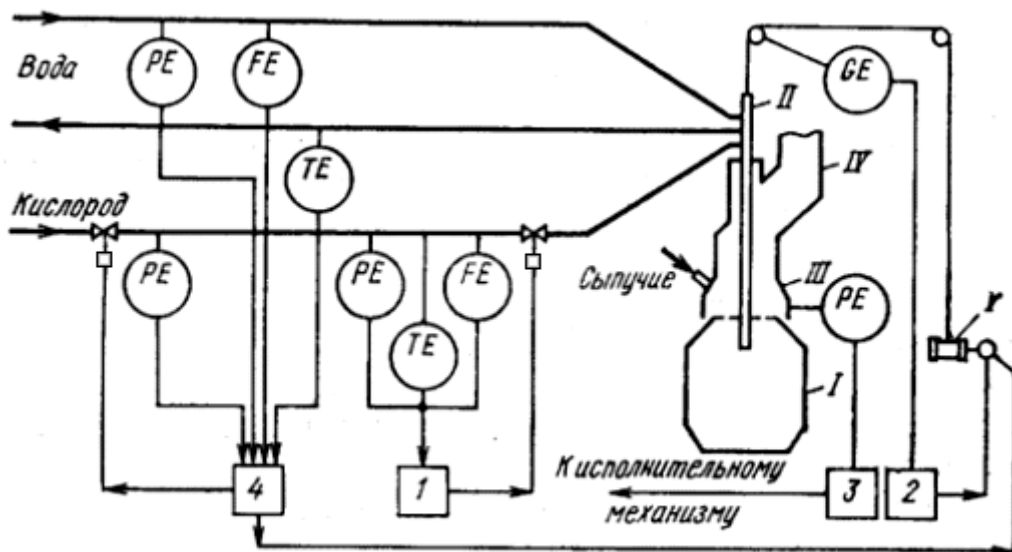 PE
FE
Вода
GE
II
TE
IV
Кислород
PE
PE
FE
Сыпучие
III
PE
TE
V
I
К исполнительному
механизму
4
1
3
2